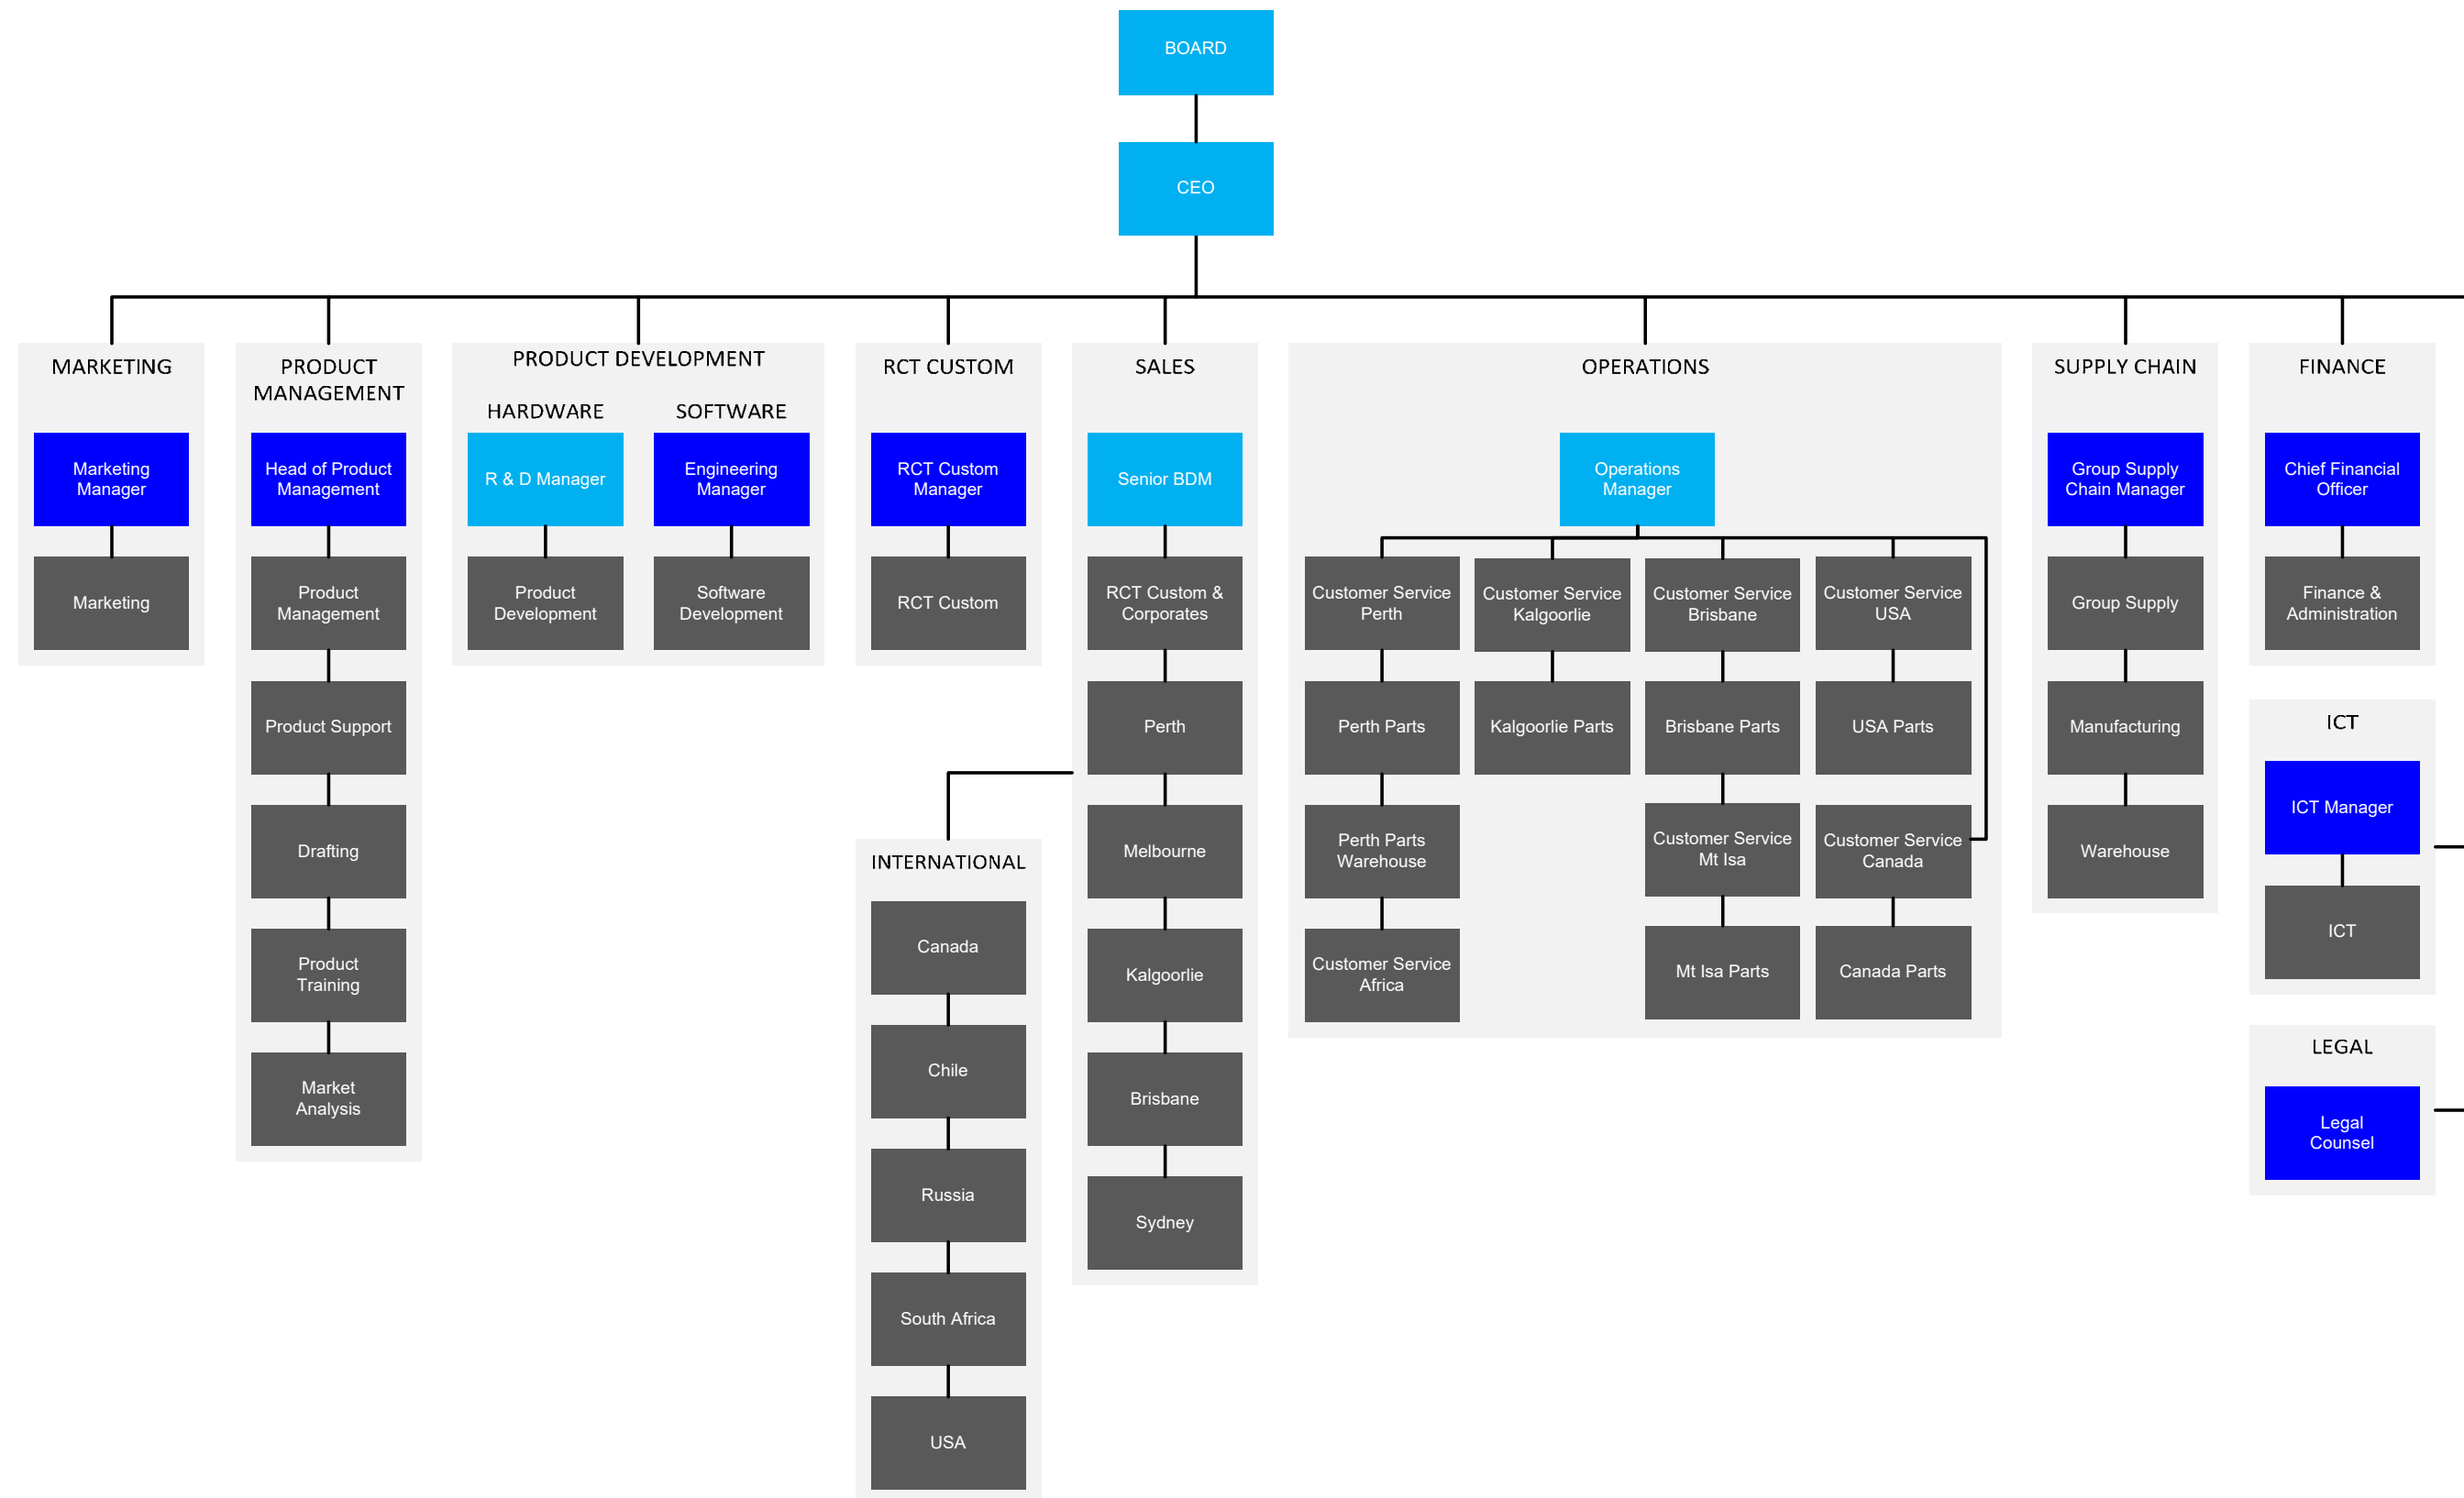 BOARD
CEO
MARKETING
Marketing
Manager
Marketing
PRODUCT
MANAGEMENT
Head of Product
Management
Product
Management
Product Support
Drafting
Product
Training
Market
Analysis
PRODUCT DEVELOPMENT
HARDWARE
R & D Manager
Product
Development
SOFTWARE
Engineering
Manager
Software
Development
RCT CUSTOM
RCT Custom
Manager
RCT Custom
INTERNATIONAL
Canada
Chile
Russia
South Africa
USA
SALES
Senior BDM
RCT Custom &
Corporates
Perth
Melbourne
Kalgoorlie
Brisbane
Sydney
OPERATIONS
Operations
Manager
Customer Service
Perth
Perth Parts
Perth Parts
Warehouse
Customer Service
Africa
Customer Service
Kalgoorlie
Kalgoorlie Parts
Customer Service
Brisbane
Brisbane Parts
Customer Service
Mt Isa
Mt Isa Parts
Customer Service
USA
USA Parts
Customer Service
Canada
Canada Parts
SUPPLY CHAIN
Group Supply
Chain Manager
Group Supply
Manufacturing
Warehouse
FINANCE
Chief Financial
Officer
Finance &
Administration
ICT
ICT Manager
ICT
LEGAL
Legal
Counsel